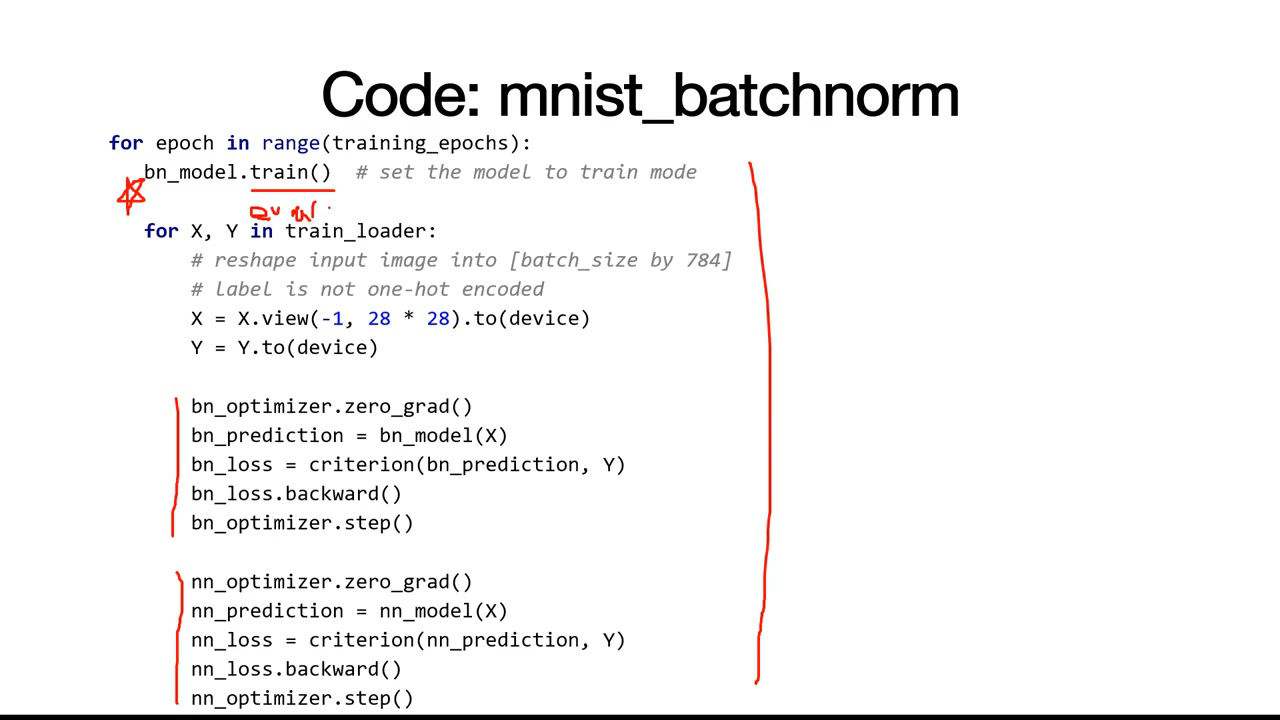 Code: mnist_batchnorm
for epoch in range(training_epochs):
bn_model.train()  # set the model to train mode
for X, Y in train_loader:
# reshape input image into [batch_size by 784]
# label is not one-hot encoded
X = X.view(-1, 28 * 28).to(device)
Y = Y.to(device)
bn_optimizer.zero_grad()
bn_prediction = bn_model(X)
bn_loss = criterion(bn_prediction, Y)
bn_loss.backward()
bn_optimizer.step()
nn_optimizer.zero_grad()
nn_prediction = nn_model(X)
nn_loss = criterion(nn_prediction, Y)
nn_loss.backward()
nn_optimizer.step()